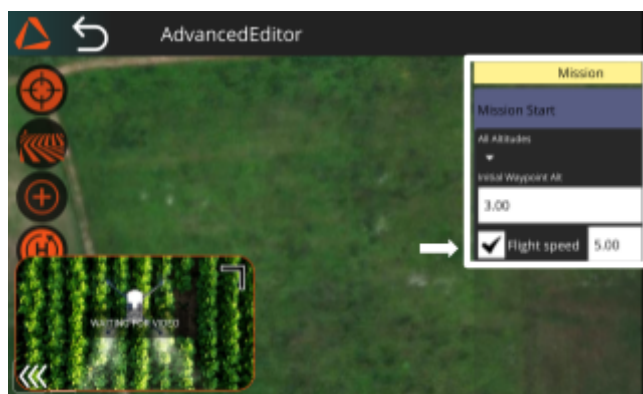 AdvancedEditor
Mission
Mission Start
All Altitudes
Initial Waypoint Alt
3.00
Flight speed 5.00
WAITING FOR VIDEO